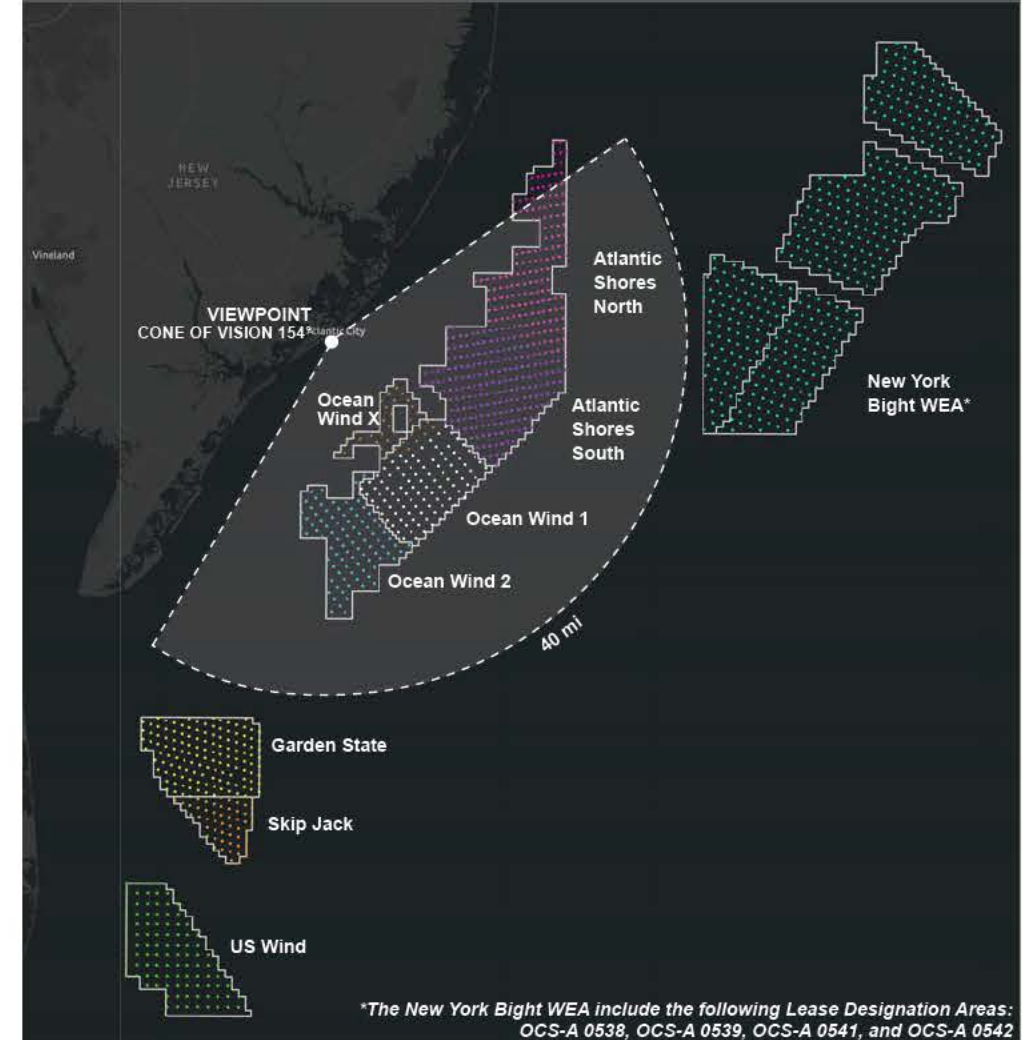 NEW
JERSEY
Vineland
VIEWPOINT
CONE OF VISION 154°
Atlantic City
Atlantic
Shores
North
Ocean
Wind X
Atlantic
Shores
South
New York
Bight WEA*
Ocean Wind 1
Ocean Wind 2
40 mi
Garden State
Skip Jack
US Wind
*The New York Bight WEA include the following Lease Designation Areas:
OCS-A 0538, OCS-A 0539, OCS-A 0541, and OCS-A 0542